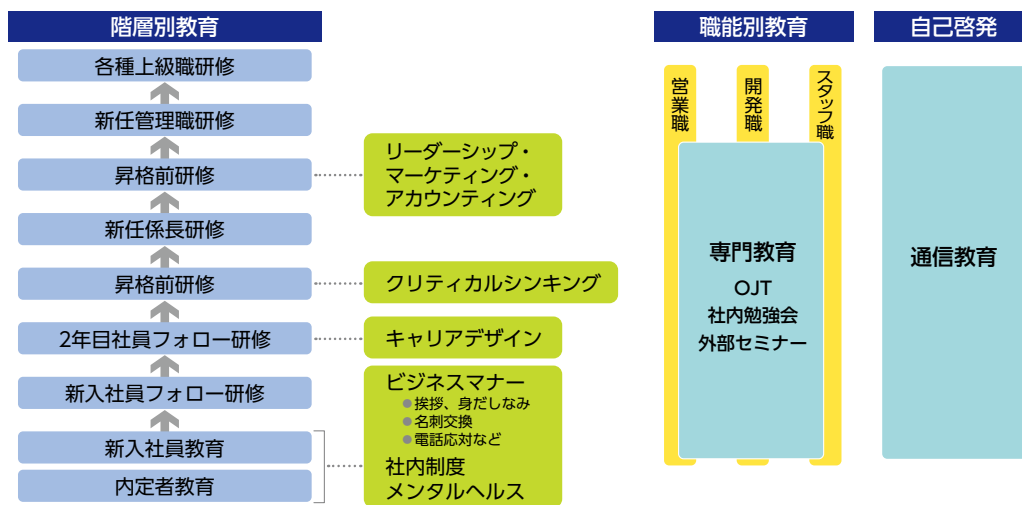 階層別教育
各種上級職研修
新任管理職研修
昇格前研修
新任係長研修
昇格前研修
2年目社員フォロー研修
新入社員フォロー研修
新入社員教育
内定者教育
リーダーシップ・
マーケティング・
アカウンティング
クリティカルシンキング
キャリアデザイン
ビジネスマナー
●挨拶、身だしなみ
●名刺交換
●電話応対など
社内制度
メンタルヘルス
職能別教育
営業職
開発職
スタッフ職
専門教育
OJT
社内勉強会
外部セミナー
自己啓発
通信教育